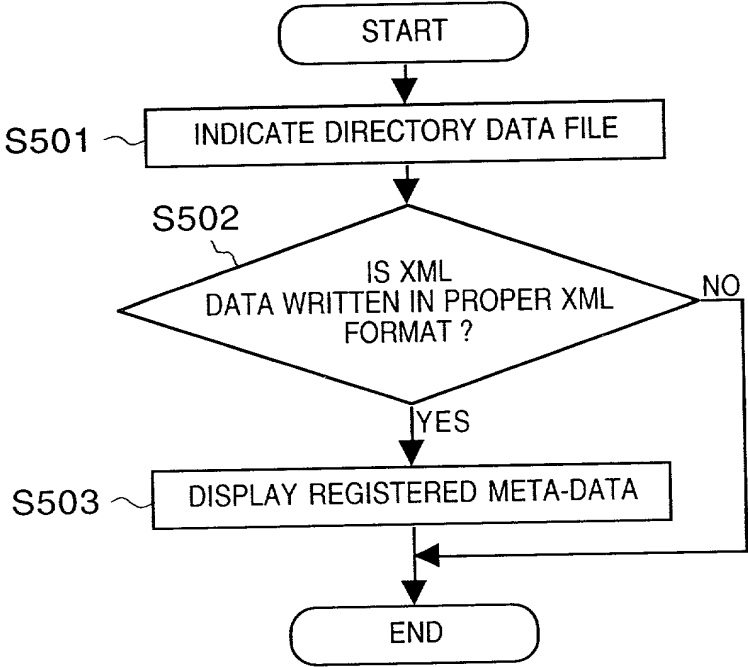 START
S501
INDICATE DIRECTORY DATA FILE
S502
IS XML
DATA WRITTEN IN PROPER XML
FORMAT ?
NO
YES
S503
DISPLAY REGISTERED META-DATA
END